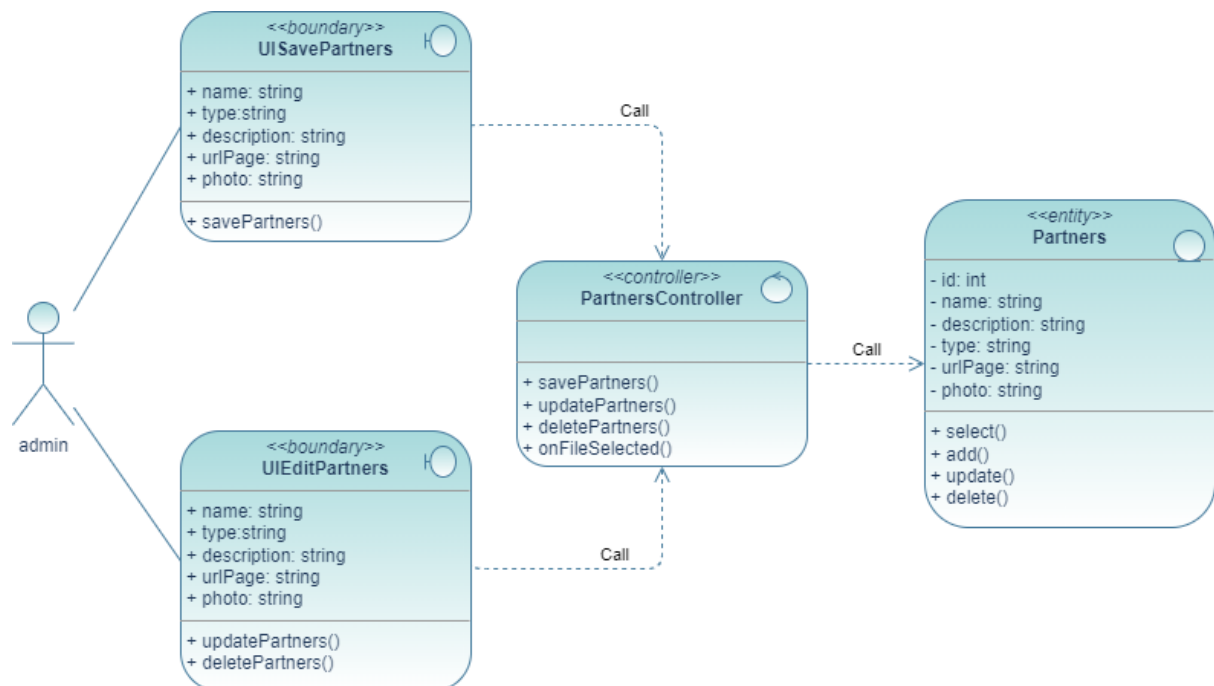 <<boundary>>
UISavePartners
+ name: string
+ type:string
+ description: string
+ urlPage: string
+ photo: string
+ savePartners()
Call
admin
<<boundary>>
UIEditPartners
+ name: string
+ type:string
+ description: string
+ urlPage: string
+ photo: string
+ updatePartners()
+ deletePartners()
Call
<<controller>>
PartnersController
+ savePartners()
+ updatePartners()
+ deletePartners()
+ onFileSelected()
Call
<<entity>>
Partners
- id: int
- name: string
- description: string
- type: string
- urlPage: string
- photo: string
+ select()
+ add()
+ update()
+ delete()